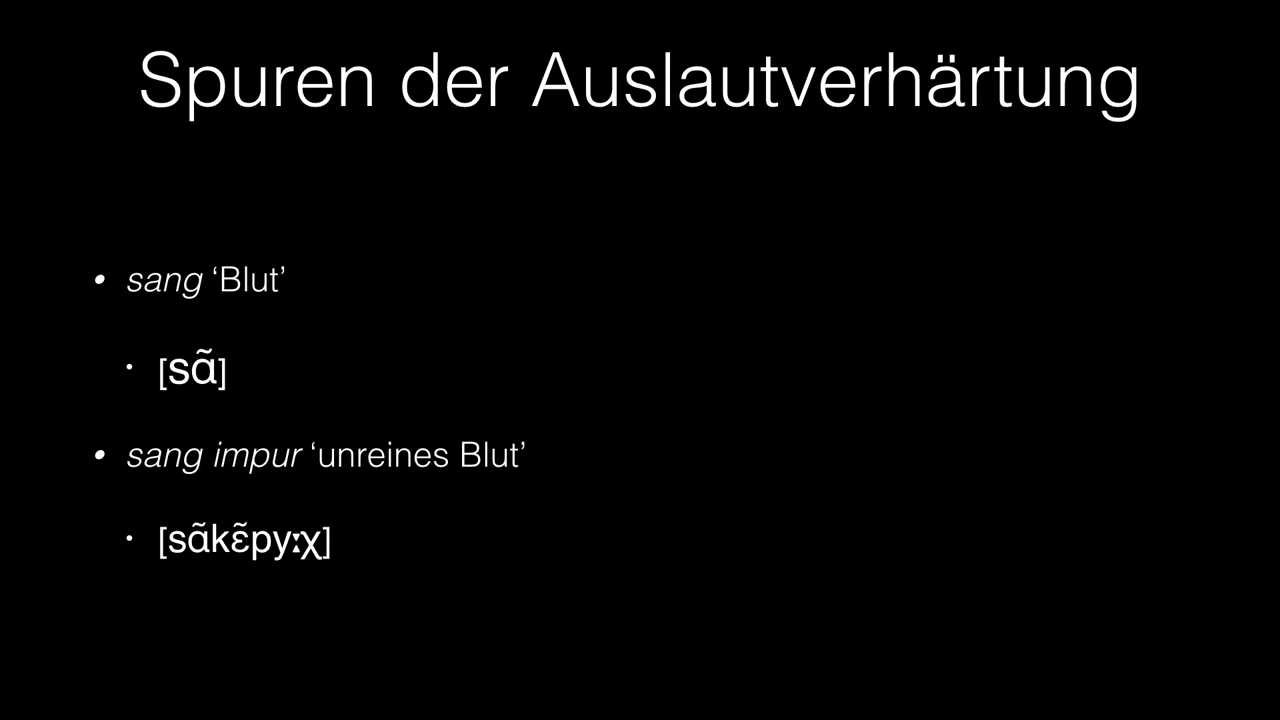 Spuren der Auslautverhärtung
• sang ‘Blut’
• [sɑ̃]
• sang impur ‘unreines Blut’
• [sɑ̃kɛ̃pyːχ]